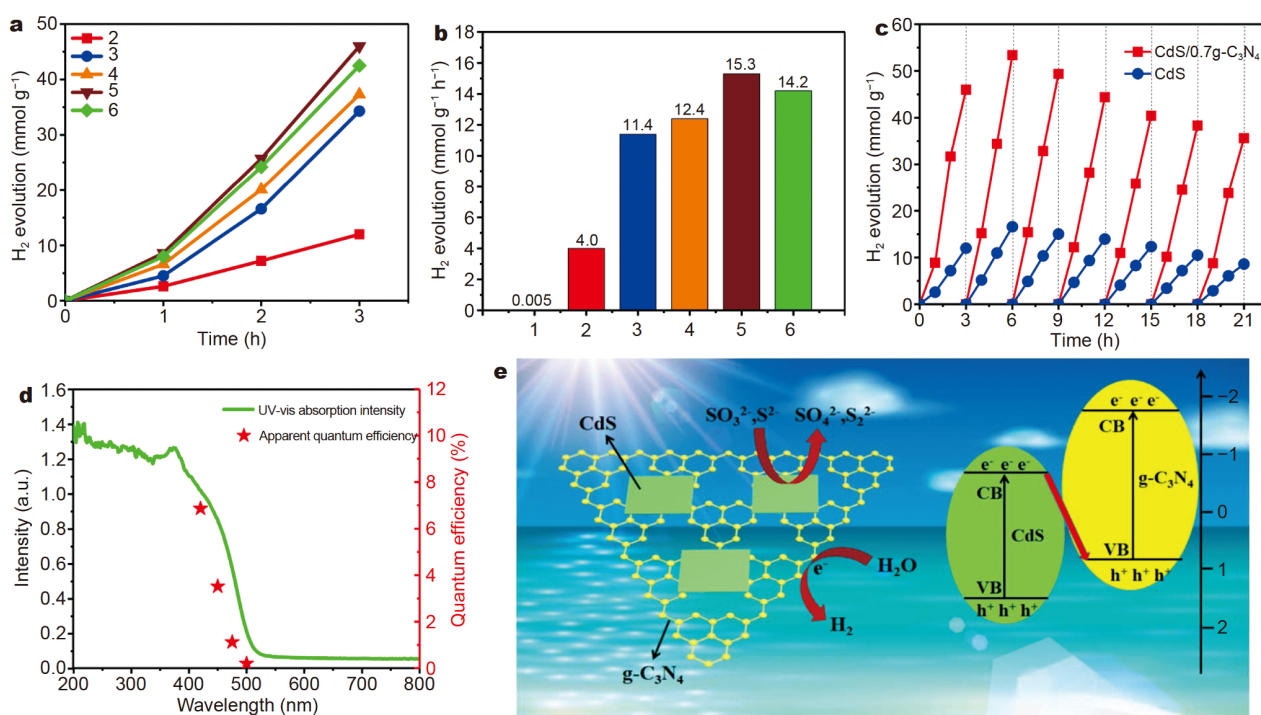 a
H₂ evolution (mmol g⁻¹)
50
40
30
20
10
0
2
3
4
5
6
0 1 2 3
Time (h)
b
H₂ evolution (mmol g⁻¹ h⁻¹)
18
16
14
12
10
8
6
4
2
0
0.005
4.0
11.4
12.4
15.3
14.2
1 2 3 4 5 6
c
H₂ evolution (mmol g⁻¹)
60
50
40
30
20
10
0
CdS/0.7g-C₃N₄
CdS
0 3 6 9 12 15 18 21
Time (h)
d
Intensity (a.u.)
1.6
1.4
1.2
1.0
0.8
0.6
0.4
0.2
0.0
UV-vis absorption intensity
Apparent quantum efficiency
12
10
8
6
4
2
0
Quantum efficiency (%)
200 300 400 500 600 700 800
Wavelength (nm)
e
CdS
SO₃²⁻,S²⁻
SO₄²⁻,S₂²⁻
e⁻
H₂O
H₂
g-C₃N₄
e⁻ e⁻ e⁻
CB
CdS
VB
h⁺ h⁺ h⁺
e⁻ e⁻ e⁻
CB
g-C₃N₄
VB
h⁺ h⁺ h⁺
−2
−1
0
1
2